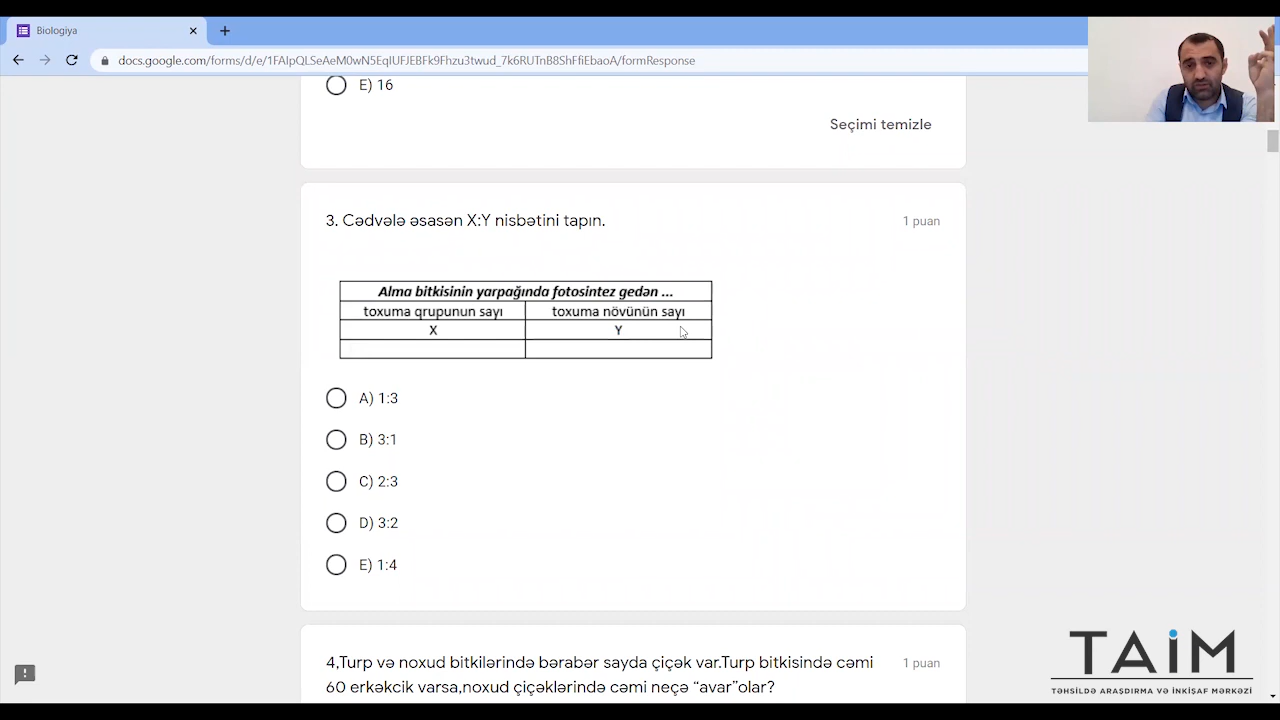 Biologiya
docs.google.com/forms/d/e/1FAIpQLSeAeM0wN5EqIUFJEBFk9Fhzu3twud_7k6RUTnB8ShFfiEbaoA/formResponse
E) 16
Seçimi temizle
3. Cədvələ əsasən X:Y nisbətini tapın.
1 puan
Alma bitkisinin yarpağında fotosintez gedən ...
toxuma qrupunun sayı
toxuma növünün sayı
X
Y
A) 1:3
B) 3:1
C) 2:3
D) 3:2
E) 1:4
4,Turp və noxud bitkilərində bərabər sayda çiçək var.Turp bitkisində cəmi
1 puan
60 erkəkcik varsa,noxud çiçəklərində cəmi neçə “avar”olar?
TAİM
TƏHSİLDƏ ARAŞDIRMA VƏ İNKİŞAF MƏRKƏZİ